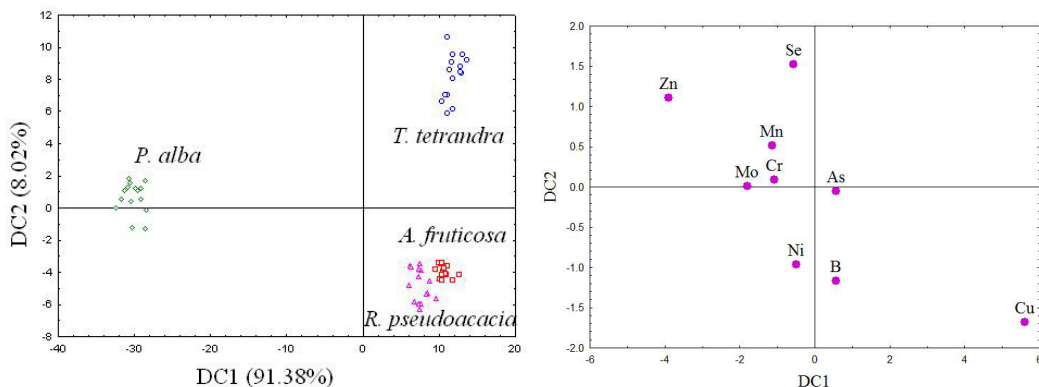 12
10
8
6
4
2
0
-2
-4
-6
-8
DC2 (8.02%)
T. tetrandra
P. alba
A. fruticosa
R. pseudoacacia
-40
-30
-20
-10
0
10
20
DC1 (91.38%)
2.0
1.5
1.0
0.5
0.0
-0.5
-1.0
-1.5
-2.0
DC2
Se
Zn
Mn
Cr
Mo
As
Ni
B
Cu
-6
-4
-2
0
2
4
6
DC1